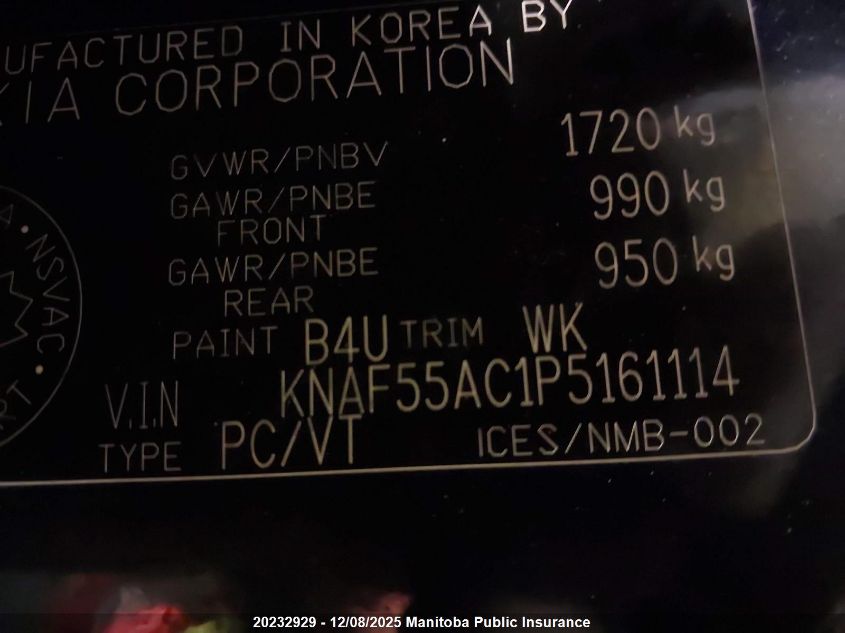 UFACTURED IN KOREA BY
KIA CORPORATION
GVWR/PNBV 1720 kg
GAWR/PNBE 990 kg
FRONT
GAWR/PNBE 950 kg
REAR
PAINT B4U TRIM WK
V.I.N KNAF55AC1P5161114
TYPE PC/VT ICES/NMB-002
A • NSVAC •
20232929 - 12/08/2025 Manitoba Public Insurance